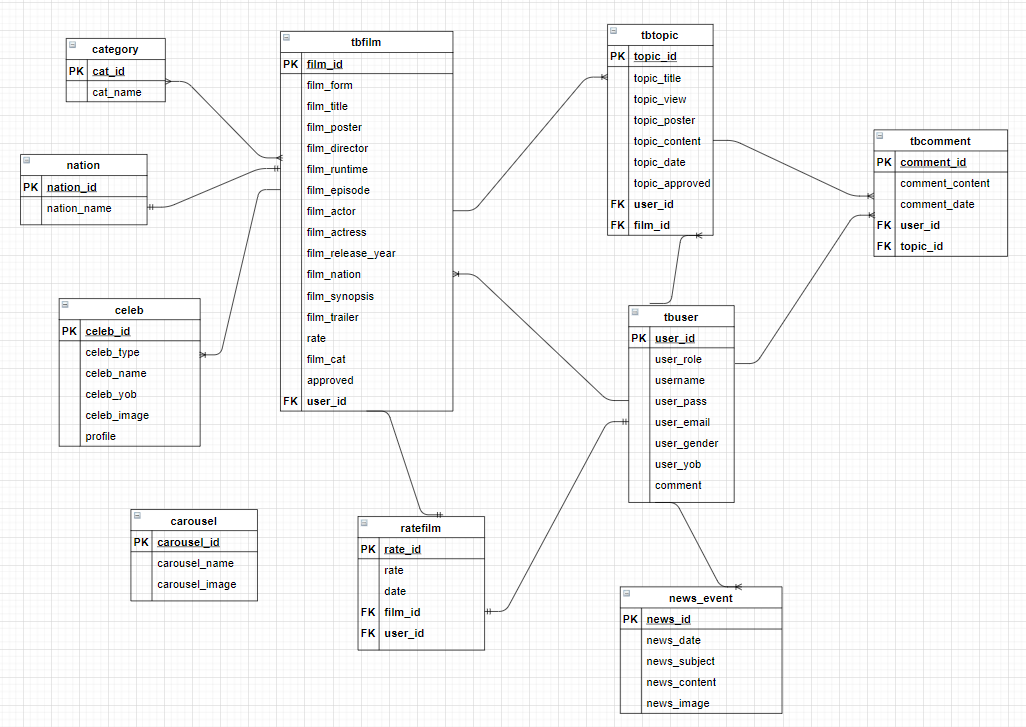 category
PK cat_id
cat_name
nation
PK nation_id
nation_name
celeb
PK celeb_id
celeb_type
celeb_name
celeb_yob
celeb_image
profile
carousel
PK carousel_id
carousel_name
carousel_image
tbfilm
PK film_id
film_form
film_title
film_poster
film_director
film_runtime
film_episode
film_actor
film_actress
film_release_year
film_nation
film_synopsis
film_trailer
rate
film_cat
approved
FK user_id
ratefilm
PK rate_id
rate
date
FK film_id
FK user_id
tbtopic
PK topic_id
topic_title
topic_view
topic_poster
topic_content
topic_date
topic_approved
FK user_id
FK film_id
tbuser
PK user_id
user_role
username
user_pass
user_email
user_gender
user_yob
comment
news_event
PK news_id
news_date
news_subject
news_content
news_image
tbcomment
PK comment_id
comment_content
comment_date
FK user_id
FK topic_id